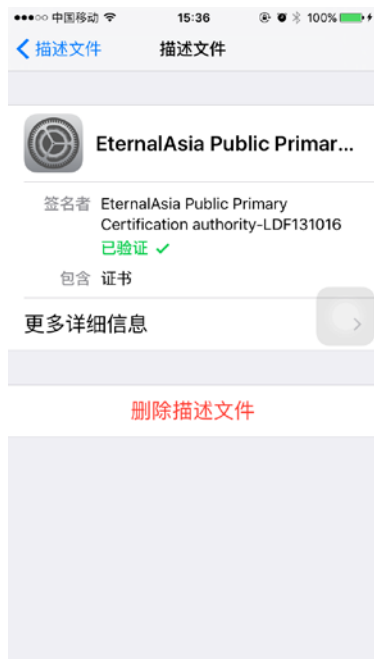 中国移动 15:36 100%
描述文件 描述文件
EternalAsia Public Primar...
签名者 EternalAsia Public Primary
Certification authority-LDF131016
已验证 ✓
包含 证书
更多详细信息
删除描述文件